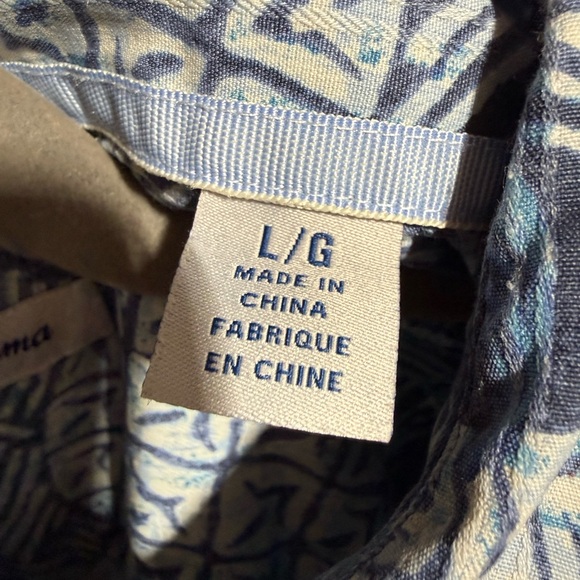 L/G
MADE IN
CHINA
FABRIQUE
EN CHINE